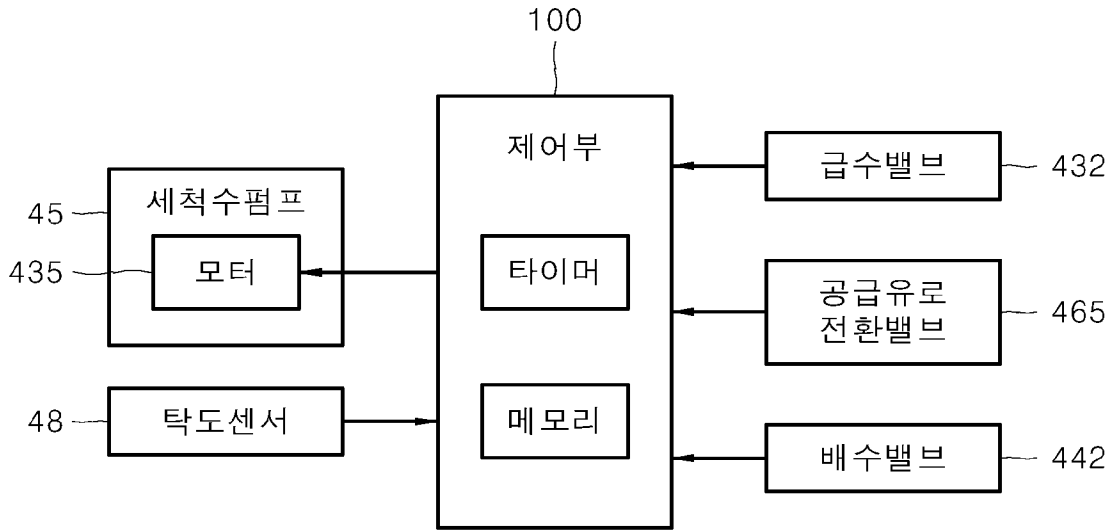 100
제어부
급수밸브
432
45
세척수펌프
435
모터
타이머
공급유로
전환밸브
465
48
탁도센서
메모리
배수밸브
442